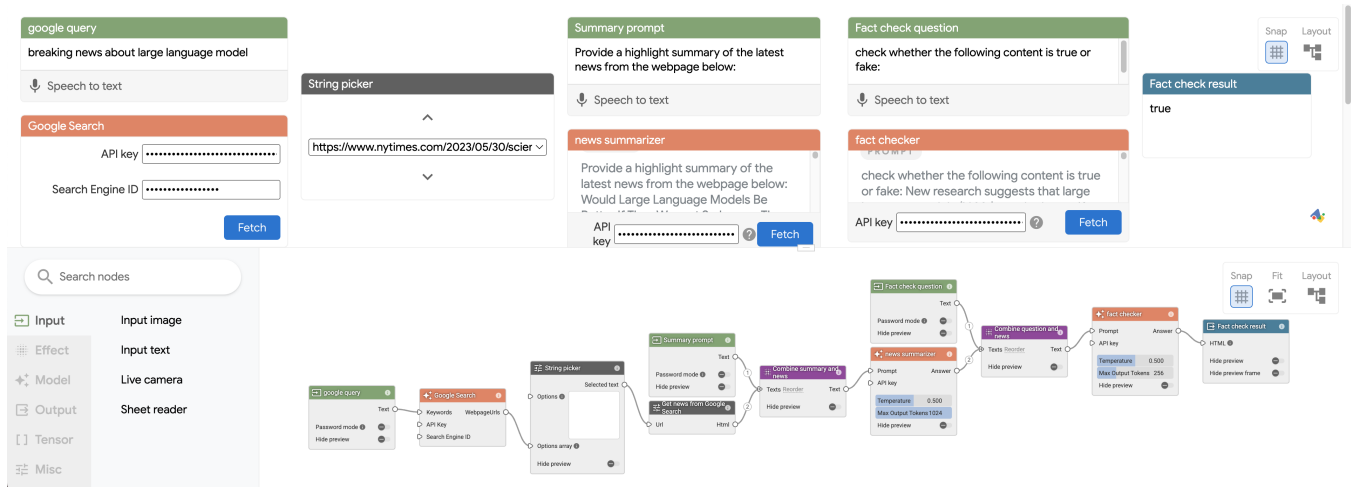 google query
breaking news about large language model
Speech to text
Google Search
API key
Search Engine ID
Fetch
String picker
https://www.nytimes.com/2023/05/30/scier
Summary prompt
Provide a highlight summary of the latest
news from the webpage below:
Speech to text
news summarizer
Provide a highlight summary of the
latest news from the webpage below:
Would Large Language Models Be
API
key
Fetch
Fact check question
check whether the following content is true or
fake:
Speech to text
fact checker
PROMPT
check whether the following content is true
or fake: New research suggests that large
API key
Fetch
Fact check result
true
Snap Layout
Search nodes
Input
Effect
Model
Output
Tensor
Misc
Input image
Input text
Live camera
Sheet reader
google query
Text
Password mode
Hide preview
Google Search
Keywords WebpageUrls
API Key
Search Engine ID
String picker
Selected text
Options
Options array
Hide preview
Summary prompt
Text
Password mode
Hide preview
Get news from Google
Search
Url Html
1
2
Combine summary and
news
Texts Reorder Text
Hide preview
Fact check question
Text
Password mode
Hide preview
news summarizer
Prompt Answer
API key
Temperature 0.500
Max Output Tokens 1024
Hide preview
1
2
Combine question and
news
Texts Reorder Text
Hide preview
fact checker
Prompt Answer
API key
Temperature 0.500
Max Output Tokens 256
Hide preview
Fact check result
HTML
Hide preview
Hide preview frame
Snap Fit Layout